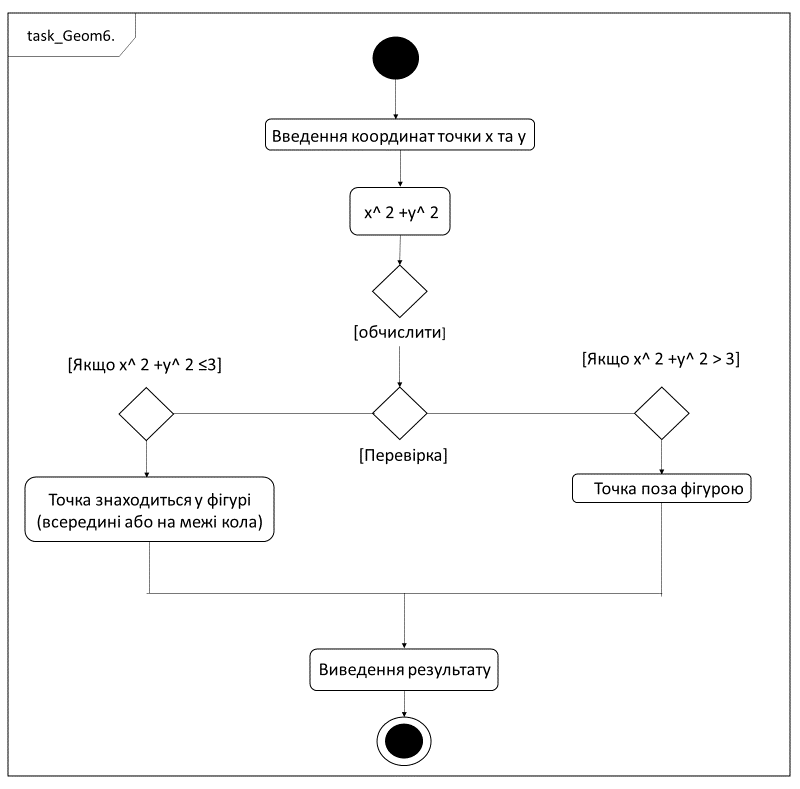 task_Geom6.
Введення координат точки x та y
x^ 2 +y^ 2
[обчислити]
[Якщо x^ 2 +y^ 2 ≤3]
[Якщо x^ 2 +y^ 2 > 3]
[Перевірка]
Точка знаходиться у фігурі
(всередині або на межі кола)
Точка поза фігурою
Виведення результату